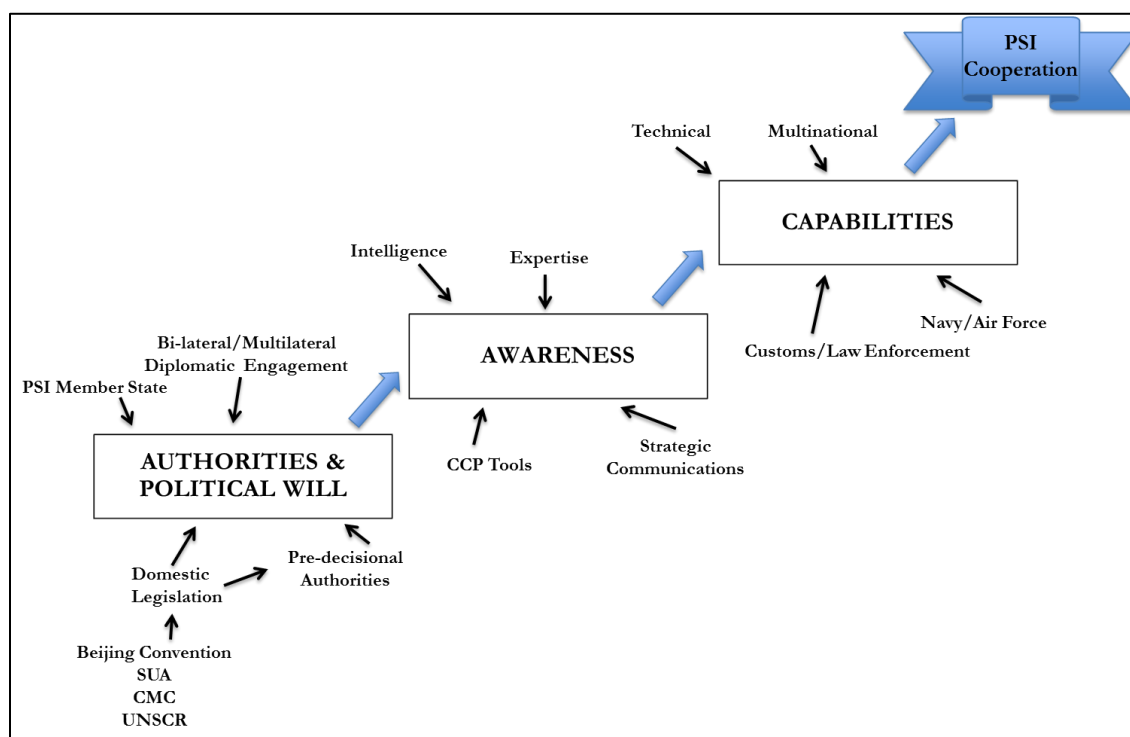 PSI
Cooperation
Technical
Multinational
CAPABILITIES
Intelligence
Expertise
Navy/Air Force
Customs/Law Enforcement
AWARENESS
Bi-lateral/Multilateral
Diplomatic Engagement
PSI Member State
CCP Tools
Strategic
Communications
AUTHORITIES &
POLITICAL WILL
Domestic
Legislation
Pre-decisional
Authorities
Beijing Convention
SUA
CMC
UNSCR